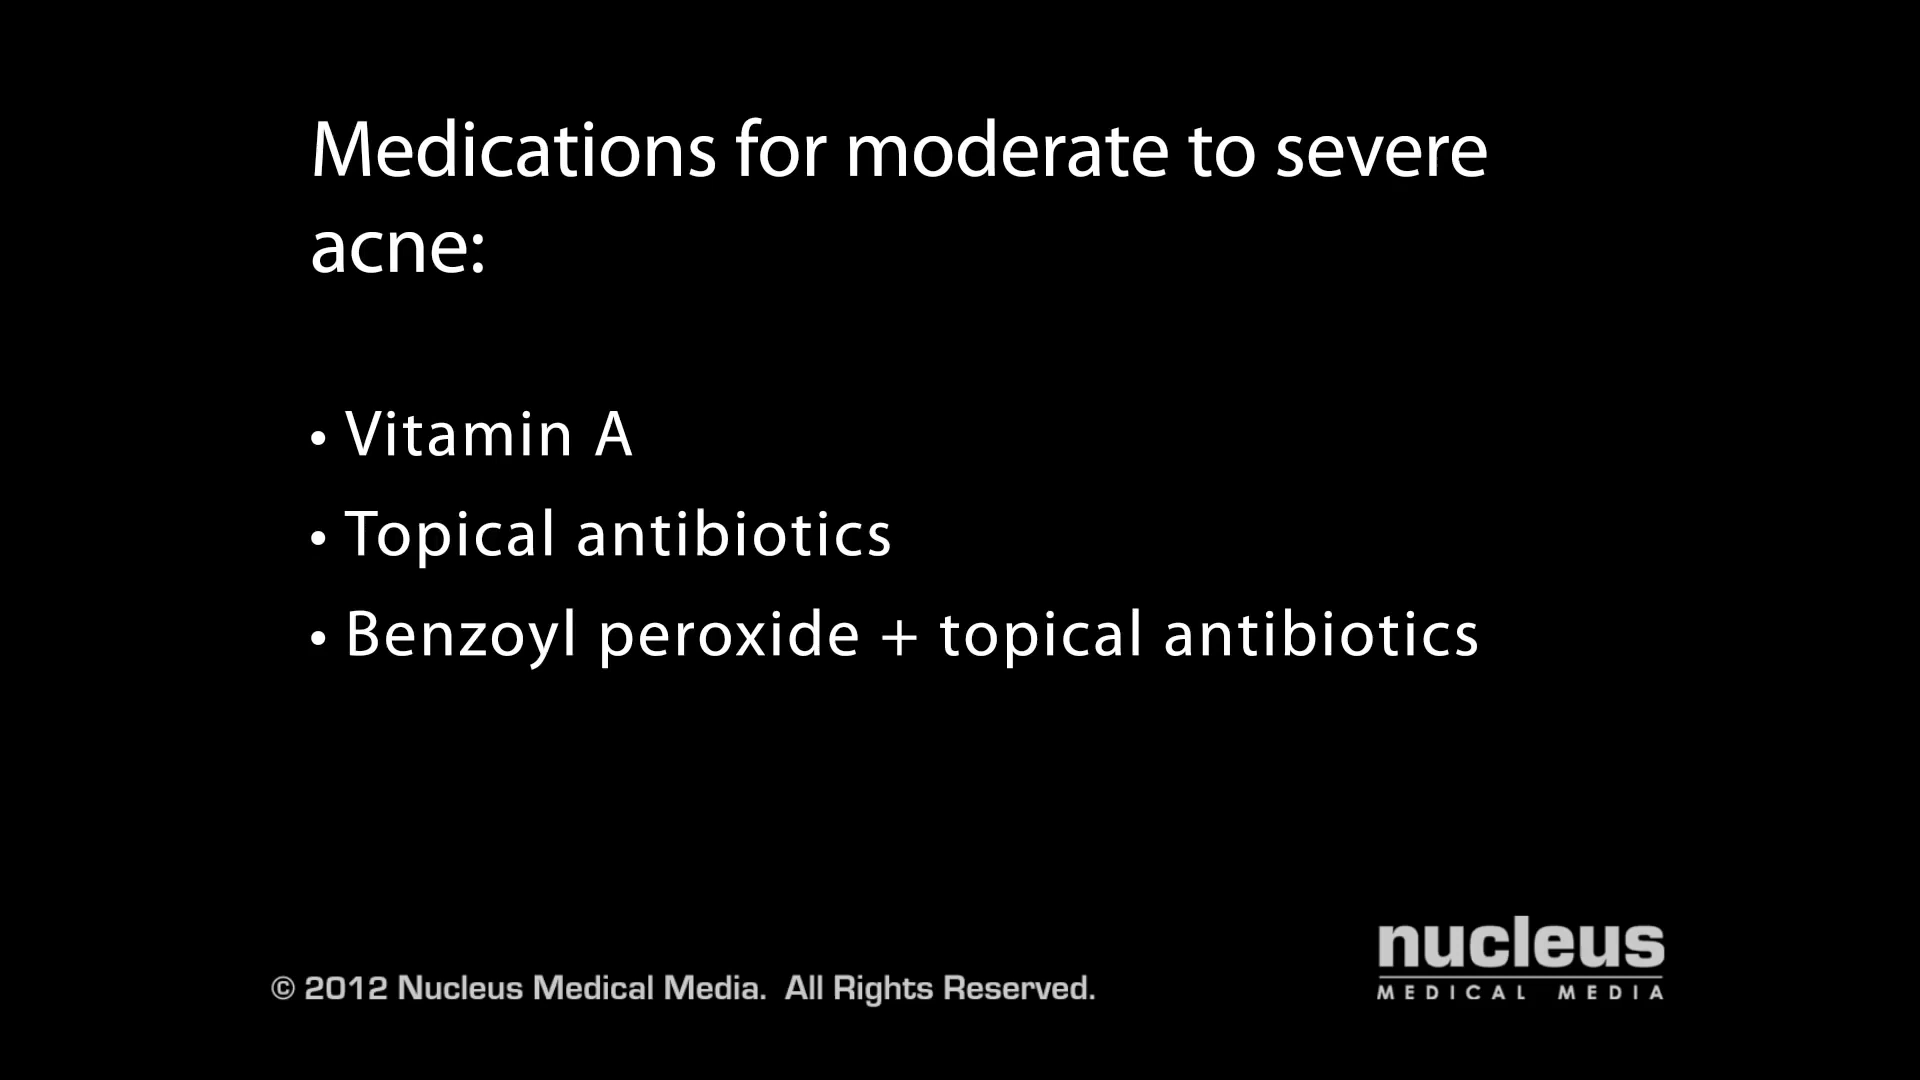 Medications for moderate to severe
acne:
• Vitamin A
• Topical antibiotics
• Benzoyl peroxide + topical antibiotics
nucleus
MEDICAL MEDIA
© 2012 Nucleus Medical Media. All Rights Reserved.